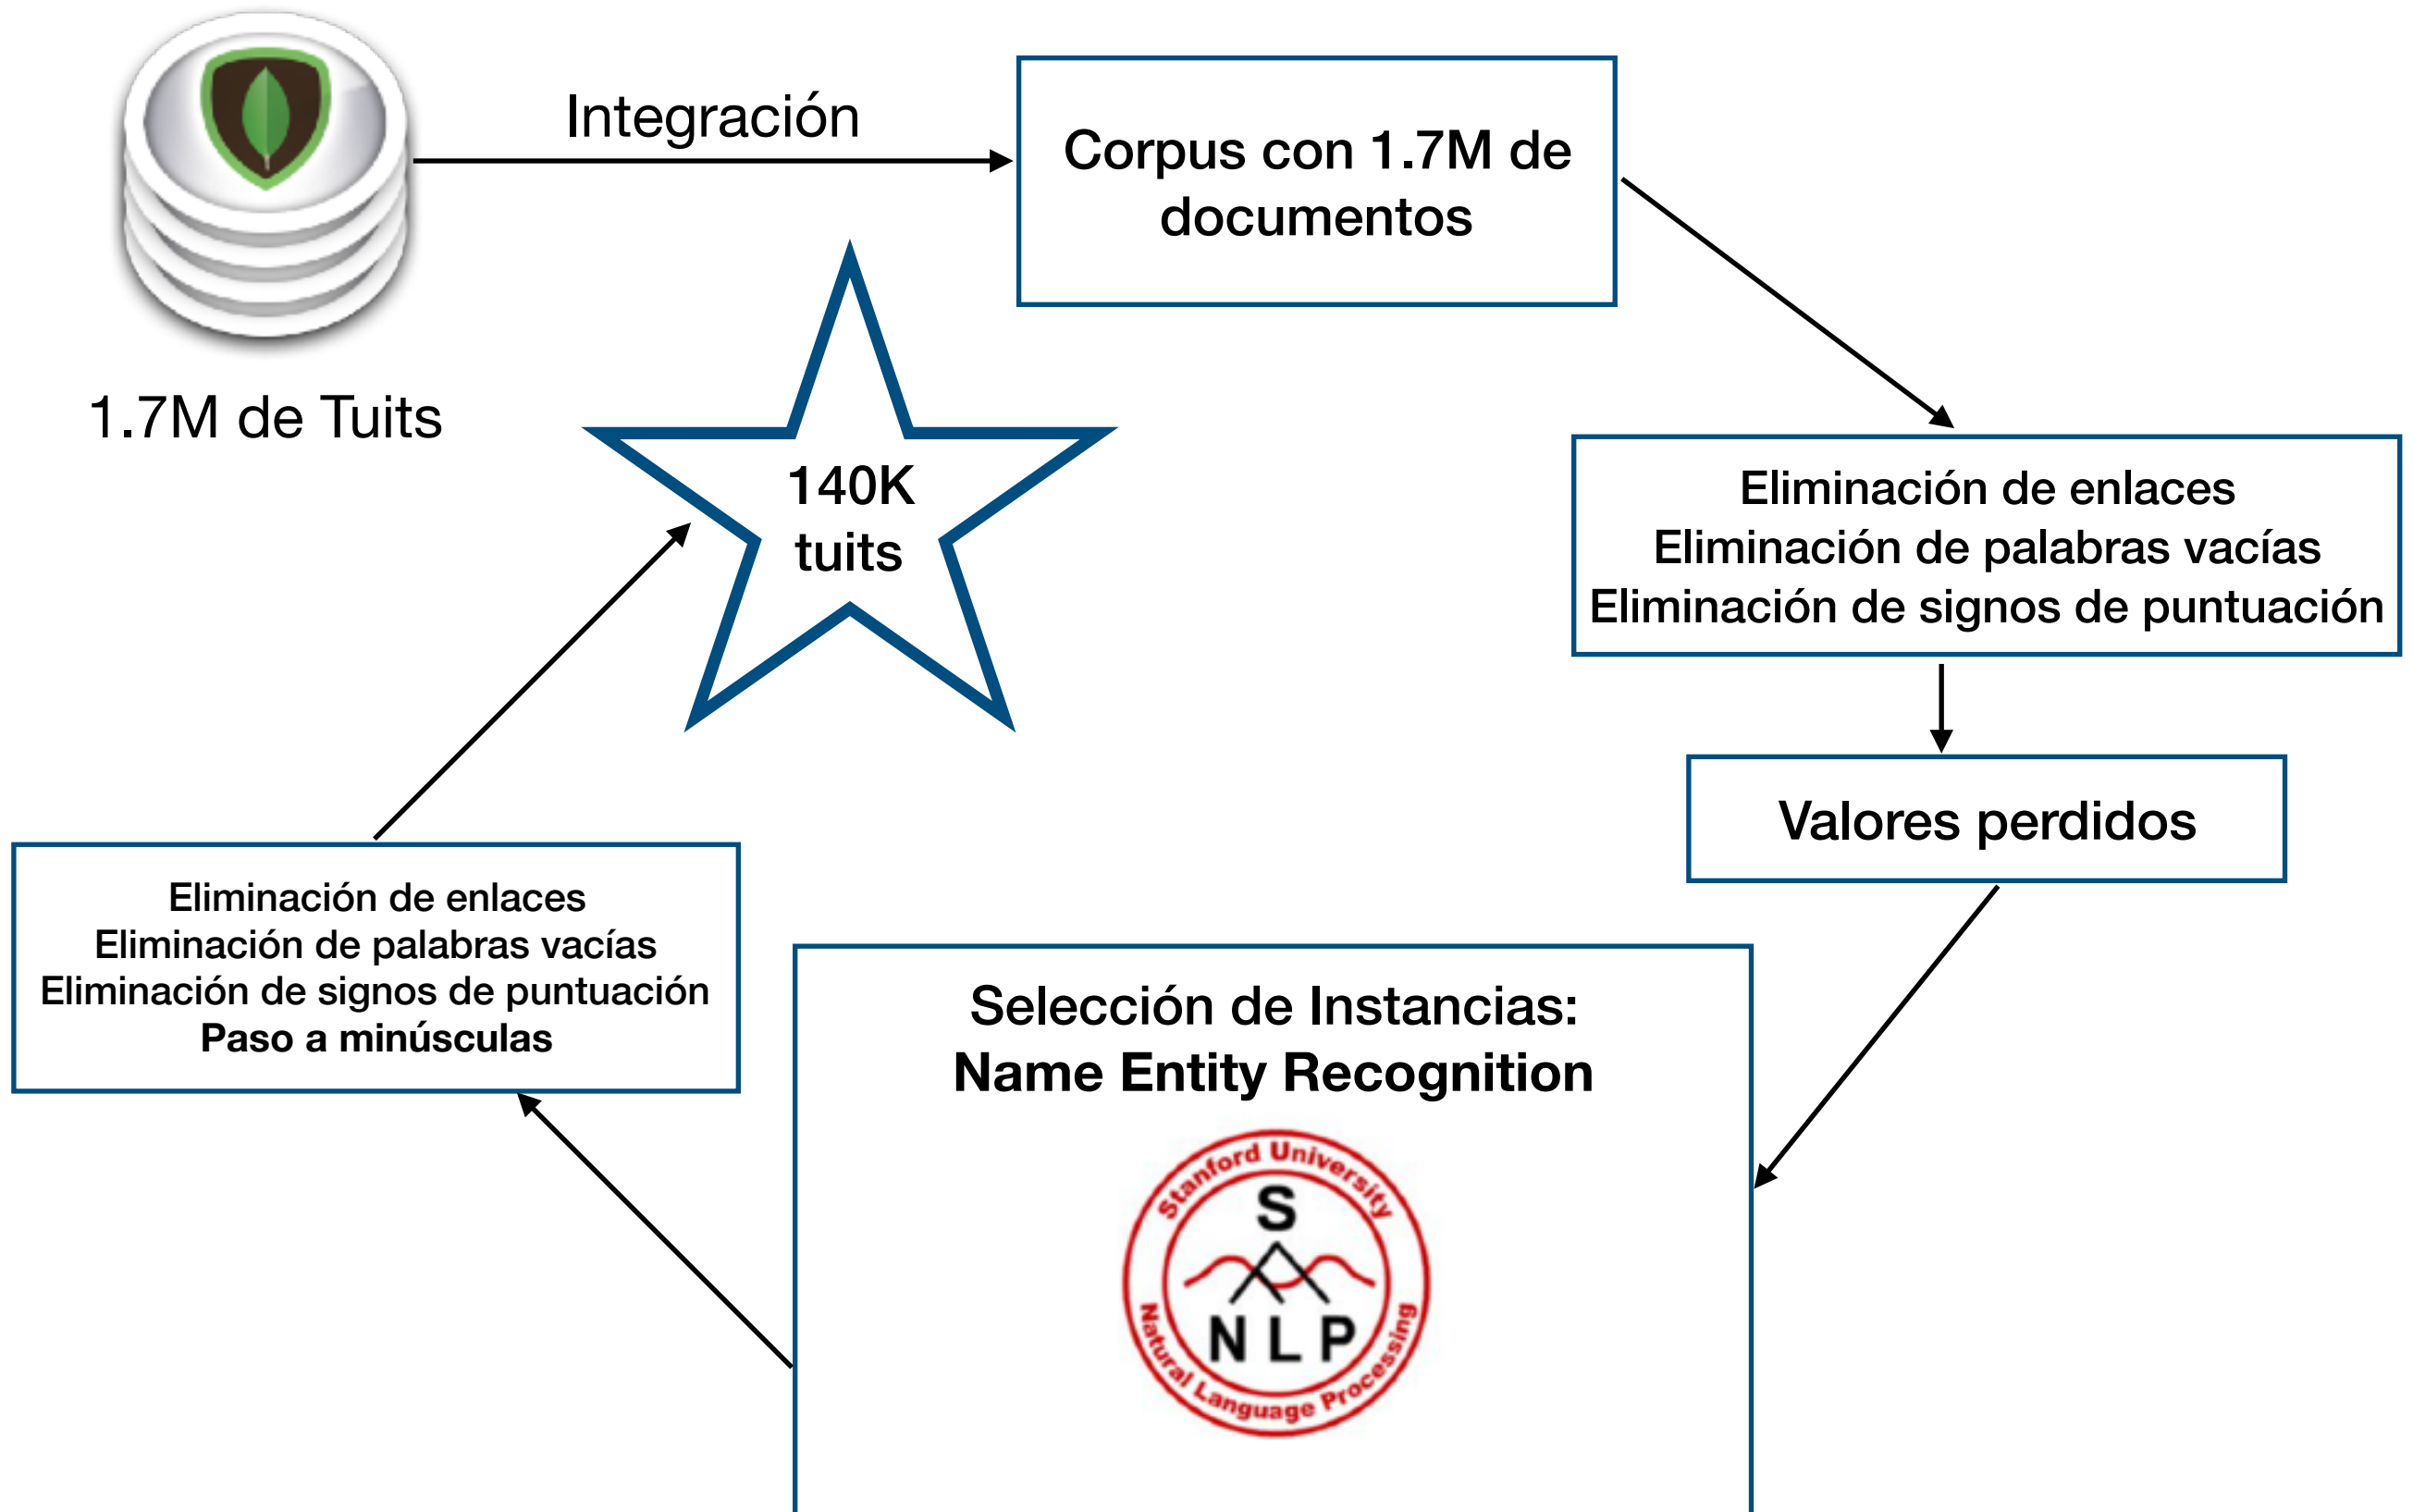 Integración
Corpus con 1.7M de
documentos
1.7M de Tuits
140K
tuits
Eliminación de enlaces
Eliminación de palabras vacías
Eliminación de signos de puntuación
Valores perdidos
Selección de Instancias:
Name Entity Recognition
Stanford University
S
NLP
Natural Language Processing
Eliminación de enlaces
Eliminación de palabras vacías
Eliminación de signos de puntuación
Paso a minúsculas